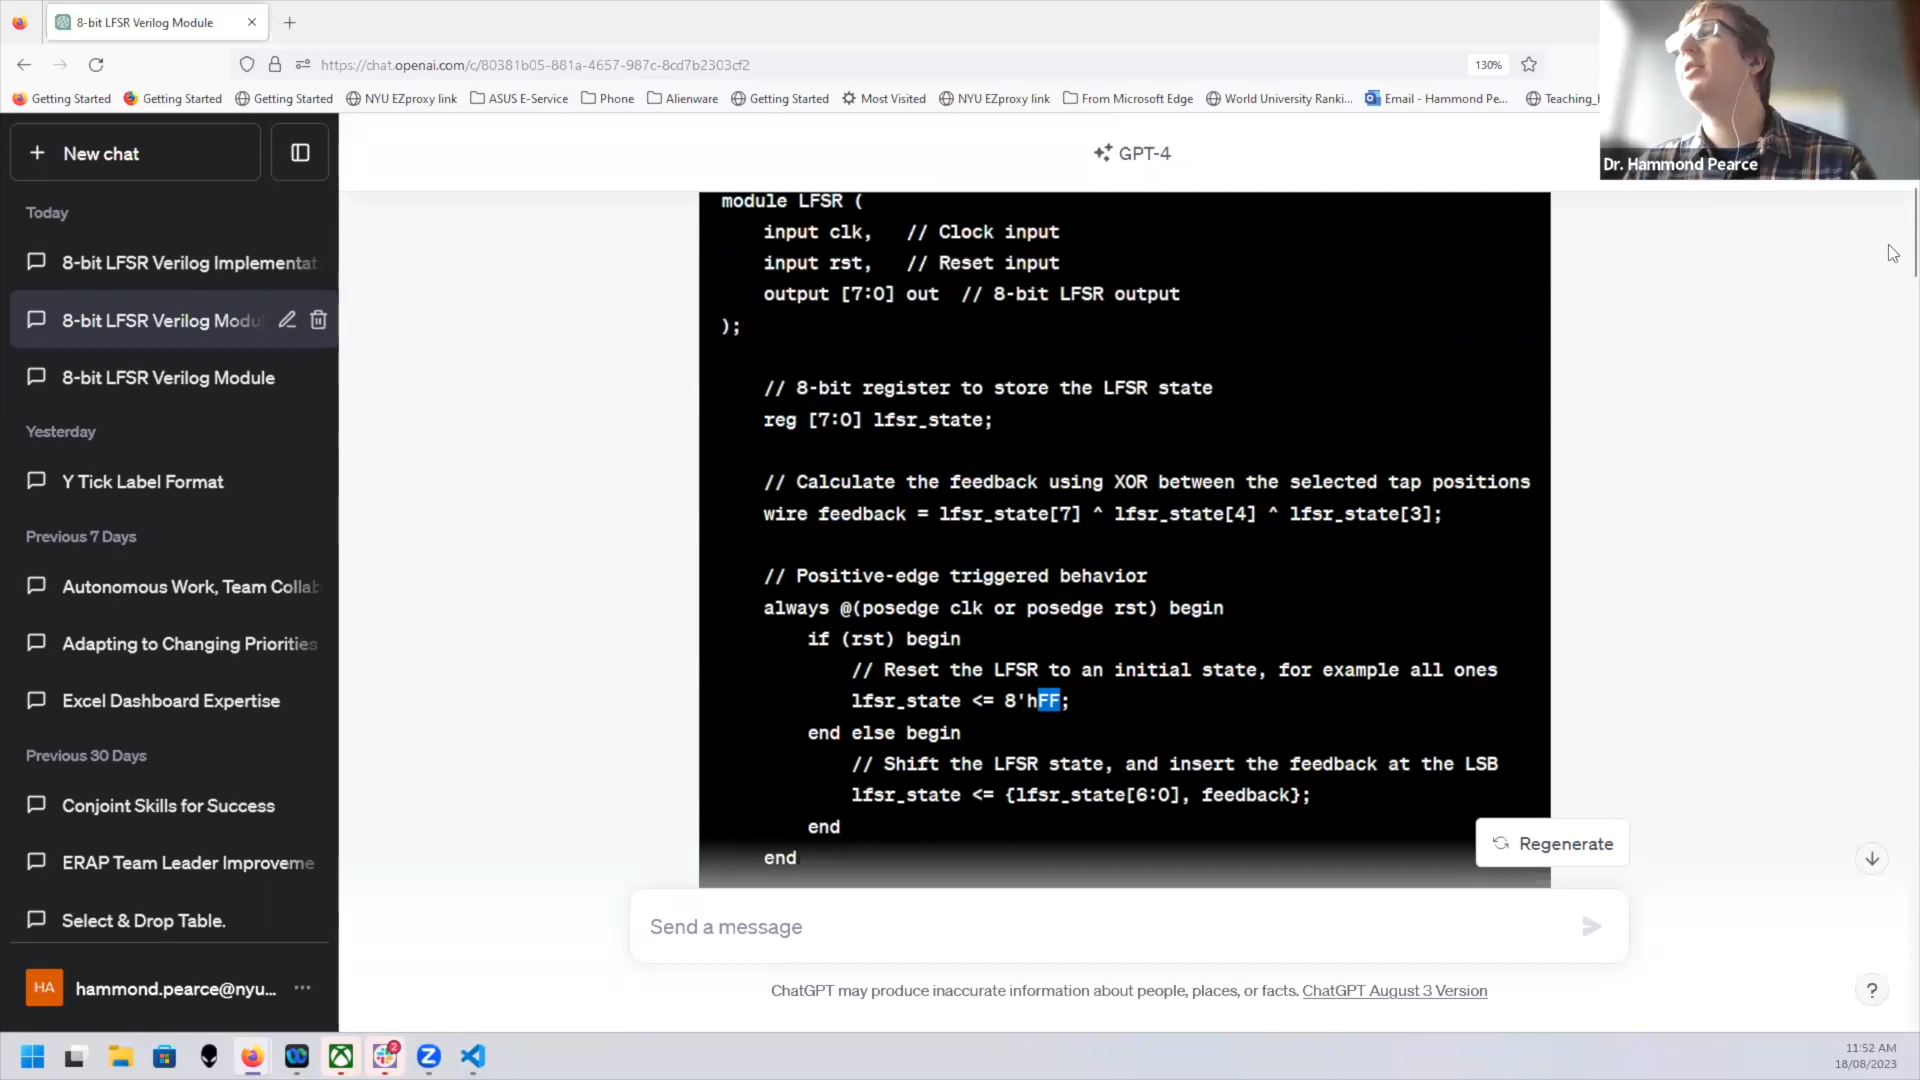 8-bit LFSR Verilog Module
https://chat.openai.com/c/80381b05-881a-4657-987c-8cd7b2303cf2
130%
Getting Started
Getting Started
Getting Started
NYU EZproxy link
ASUS E-Service
Phone
Alienware
Getting Started
Most Visited
NYU EZproxy link
From Microsoft Edge
World University Ranki...
Email - Hammond Pe...
Teaching_
Dr. Hammond Pearce
New chat
GPT-4
Today
8-bit LFSR Verilog Implementat
8-bit LFSR Verilog Modu
8-bit LFSR Verilog Module
Yesterday
Y Tick Label Format
Previous 7 Days
Autonomous Work, Team Collab
Adapting to Changing Priorities
Excel Dashboard Expertise
Previous 30 Days
Conjoint Skills for Success
ERAP Team Leader Improveme
Select & Drop Table.
HA
hammond.pearce@nyu...
module LFSR (
input clk, // Clock input
input rst, // Reset input
output [7:0] out // 8-bit LFSR output
);
// 8-bit register to store the LFSR state
reg [7:0] lfsr_state;
// Calculate the feedback using XOR between the selected tap positions
wire feedback = lfsr_state[7] ^ lfsr_state[4] ^ lfsr_state[3];
// Positive-edge triggered behavior
always @(posedge clk or posedge rst) begin
if (rst) begin
// Reset the LFSR to an initial state, for example all ones
lfsr_state <= 8'hFF;
end else begin
// Shift the LFSR state, and insert the feedback at the LSB
lfsr_state <= {lfsr_state[6:0], feedback};
end
end
Regenerate
Send a message
ChatGPT may produce inaccurate information about people, places, or facts. ChatGPT August 3 Version
?
2
11:52 AM
18/08/2023